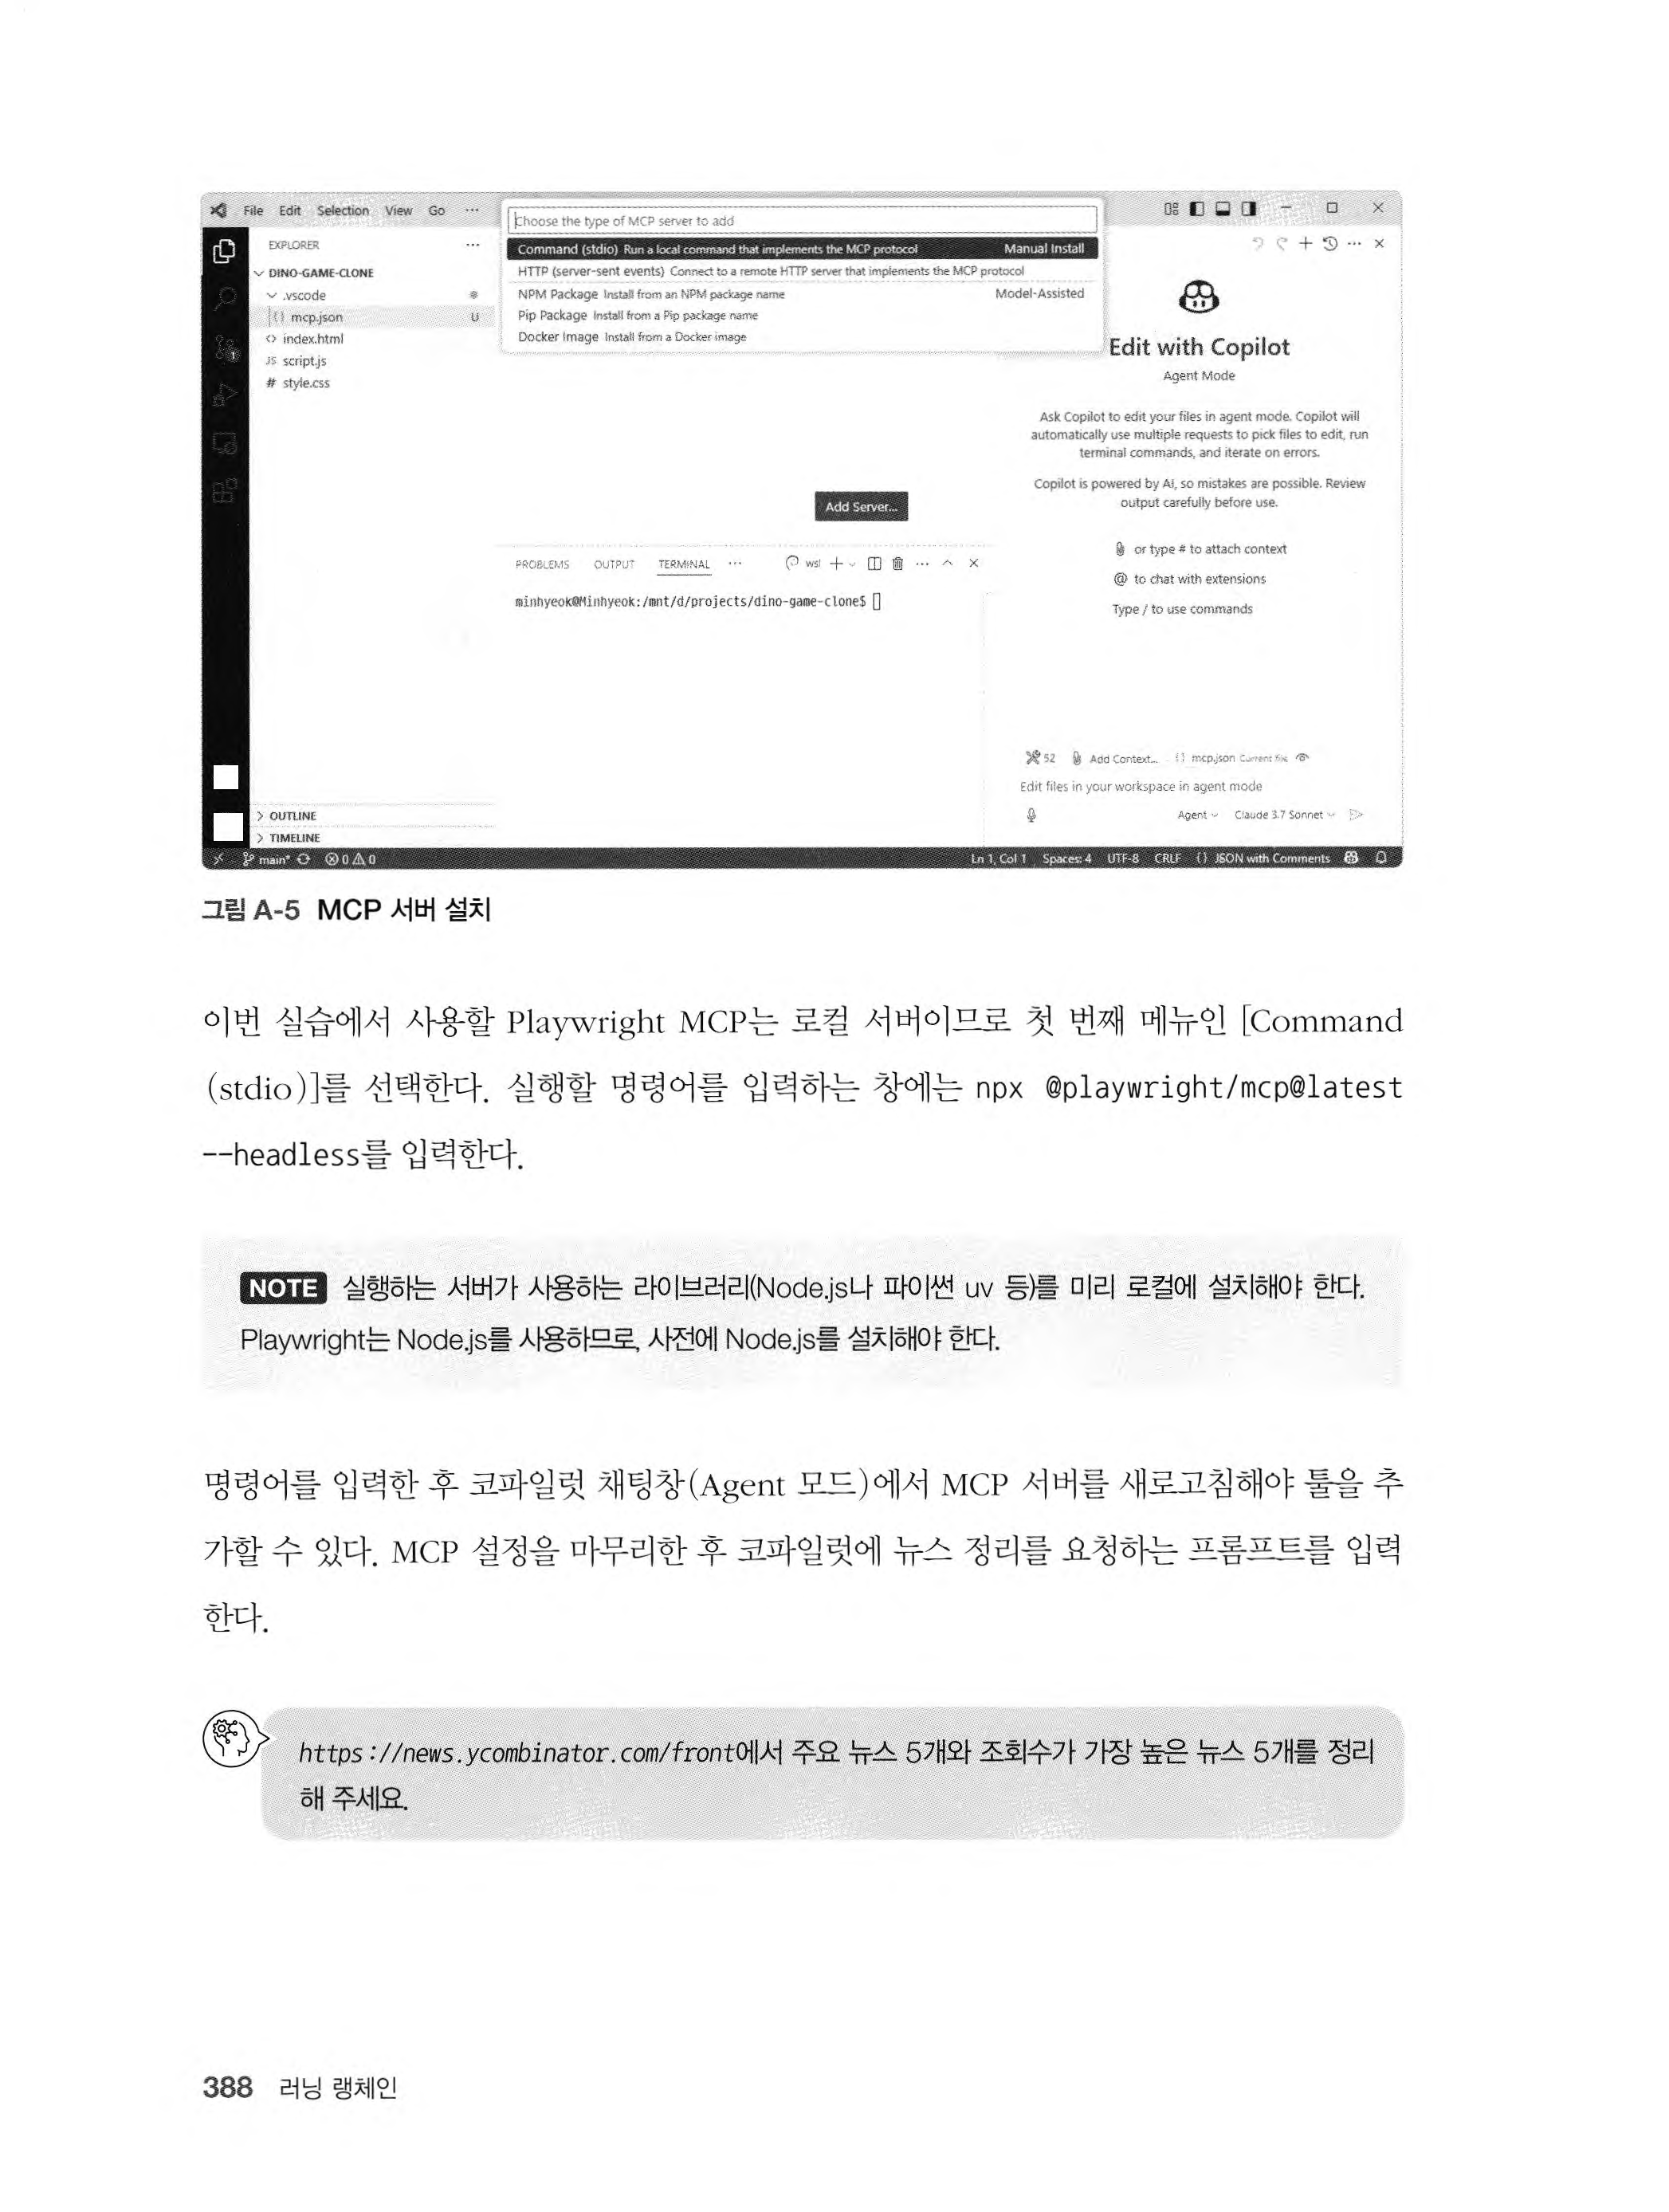 File Edit Selection View Go ...
Choose the type of MCP server to add
Command (stdio) Run a local command that implements the MCP protocol Manual Install
HTTP (server-sent events) Connect to a remote HTTP server that implements the MCP protocol
NPM Package Install from an NPM package name Model-Assisted
Pip Package Install from a Pip package name
Docker Image Install from a Docker image
EXPLORER ...
DINO-GAME-CLONE
.vscode
{} mcp.json U
<> index.html
JS script.js
# style.css
1
Add Server...
PROBLEMS OUTPUT TERMINAL ... wsl
minhyeok@Minhyeok:/mnt/d/projects/dino-game-clone$
Edit with Copilot
Agent Mode
Ask Copilot to edit your files in agent mode. Copilot will
automatically use multiple requests to pick files to edit, run
terminal commands, and iterate on errors.
Copilot is powered by AI, so mistakes are possible. Review
output carefully before use.
or type # to attach context
@ to chat with extensions
Type / to use commands
52 Add Context... {} mcp.json Current file
Edit files in your workspace in agent mode
Agent Claude 3.7 Sonnet
> OUTLINE
> TIMELINE
main* 0 0 Ln 1, Col 1 Spaces: 4 UTF-8 CRLF {} JSON with Comments
그림 A-5 MCP 서버 설치
이번 실습에서 사용할 Playwright MCP는 로컬 서버이므로 첫 번째 메뉴인 [Command
(stdio)]를 선택한다. 실행할 명령어를 입력하는 창에는 npx @playwright/mcp@latest
--headless를 입력한다.
NOTE 실행하는 서버가 사용하는 라이브러리(Node.js나 파이썬 uv 등)를 미리 로컬에 설치해야 한다.
Playwright는 Node.js를 사용하므로, 사전에 Node.js를 설치해야 한다.
명령어를 입력한 후 코파일럿 채팅창(Agent 모드)에서 MCP 서버를 새로고침해야 툴을 추
가할 수 있다. MCP 설정을 마무리한 후 코파일럿에 뉴스 정리를 요청하는 프롬프트를 입력
한다.
https://news.ycombinator.com/front에서 주요 뉴스 5개와 조회수가 가장 높은 뉴스 5개를 정리
해 주세요.
388 러닝 랭체인